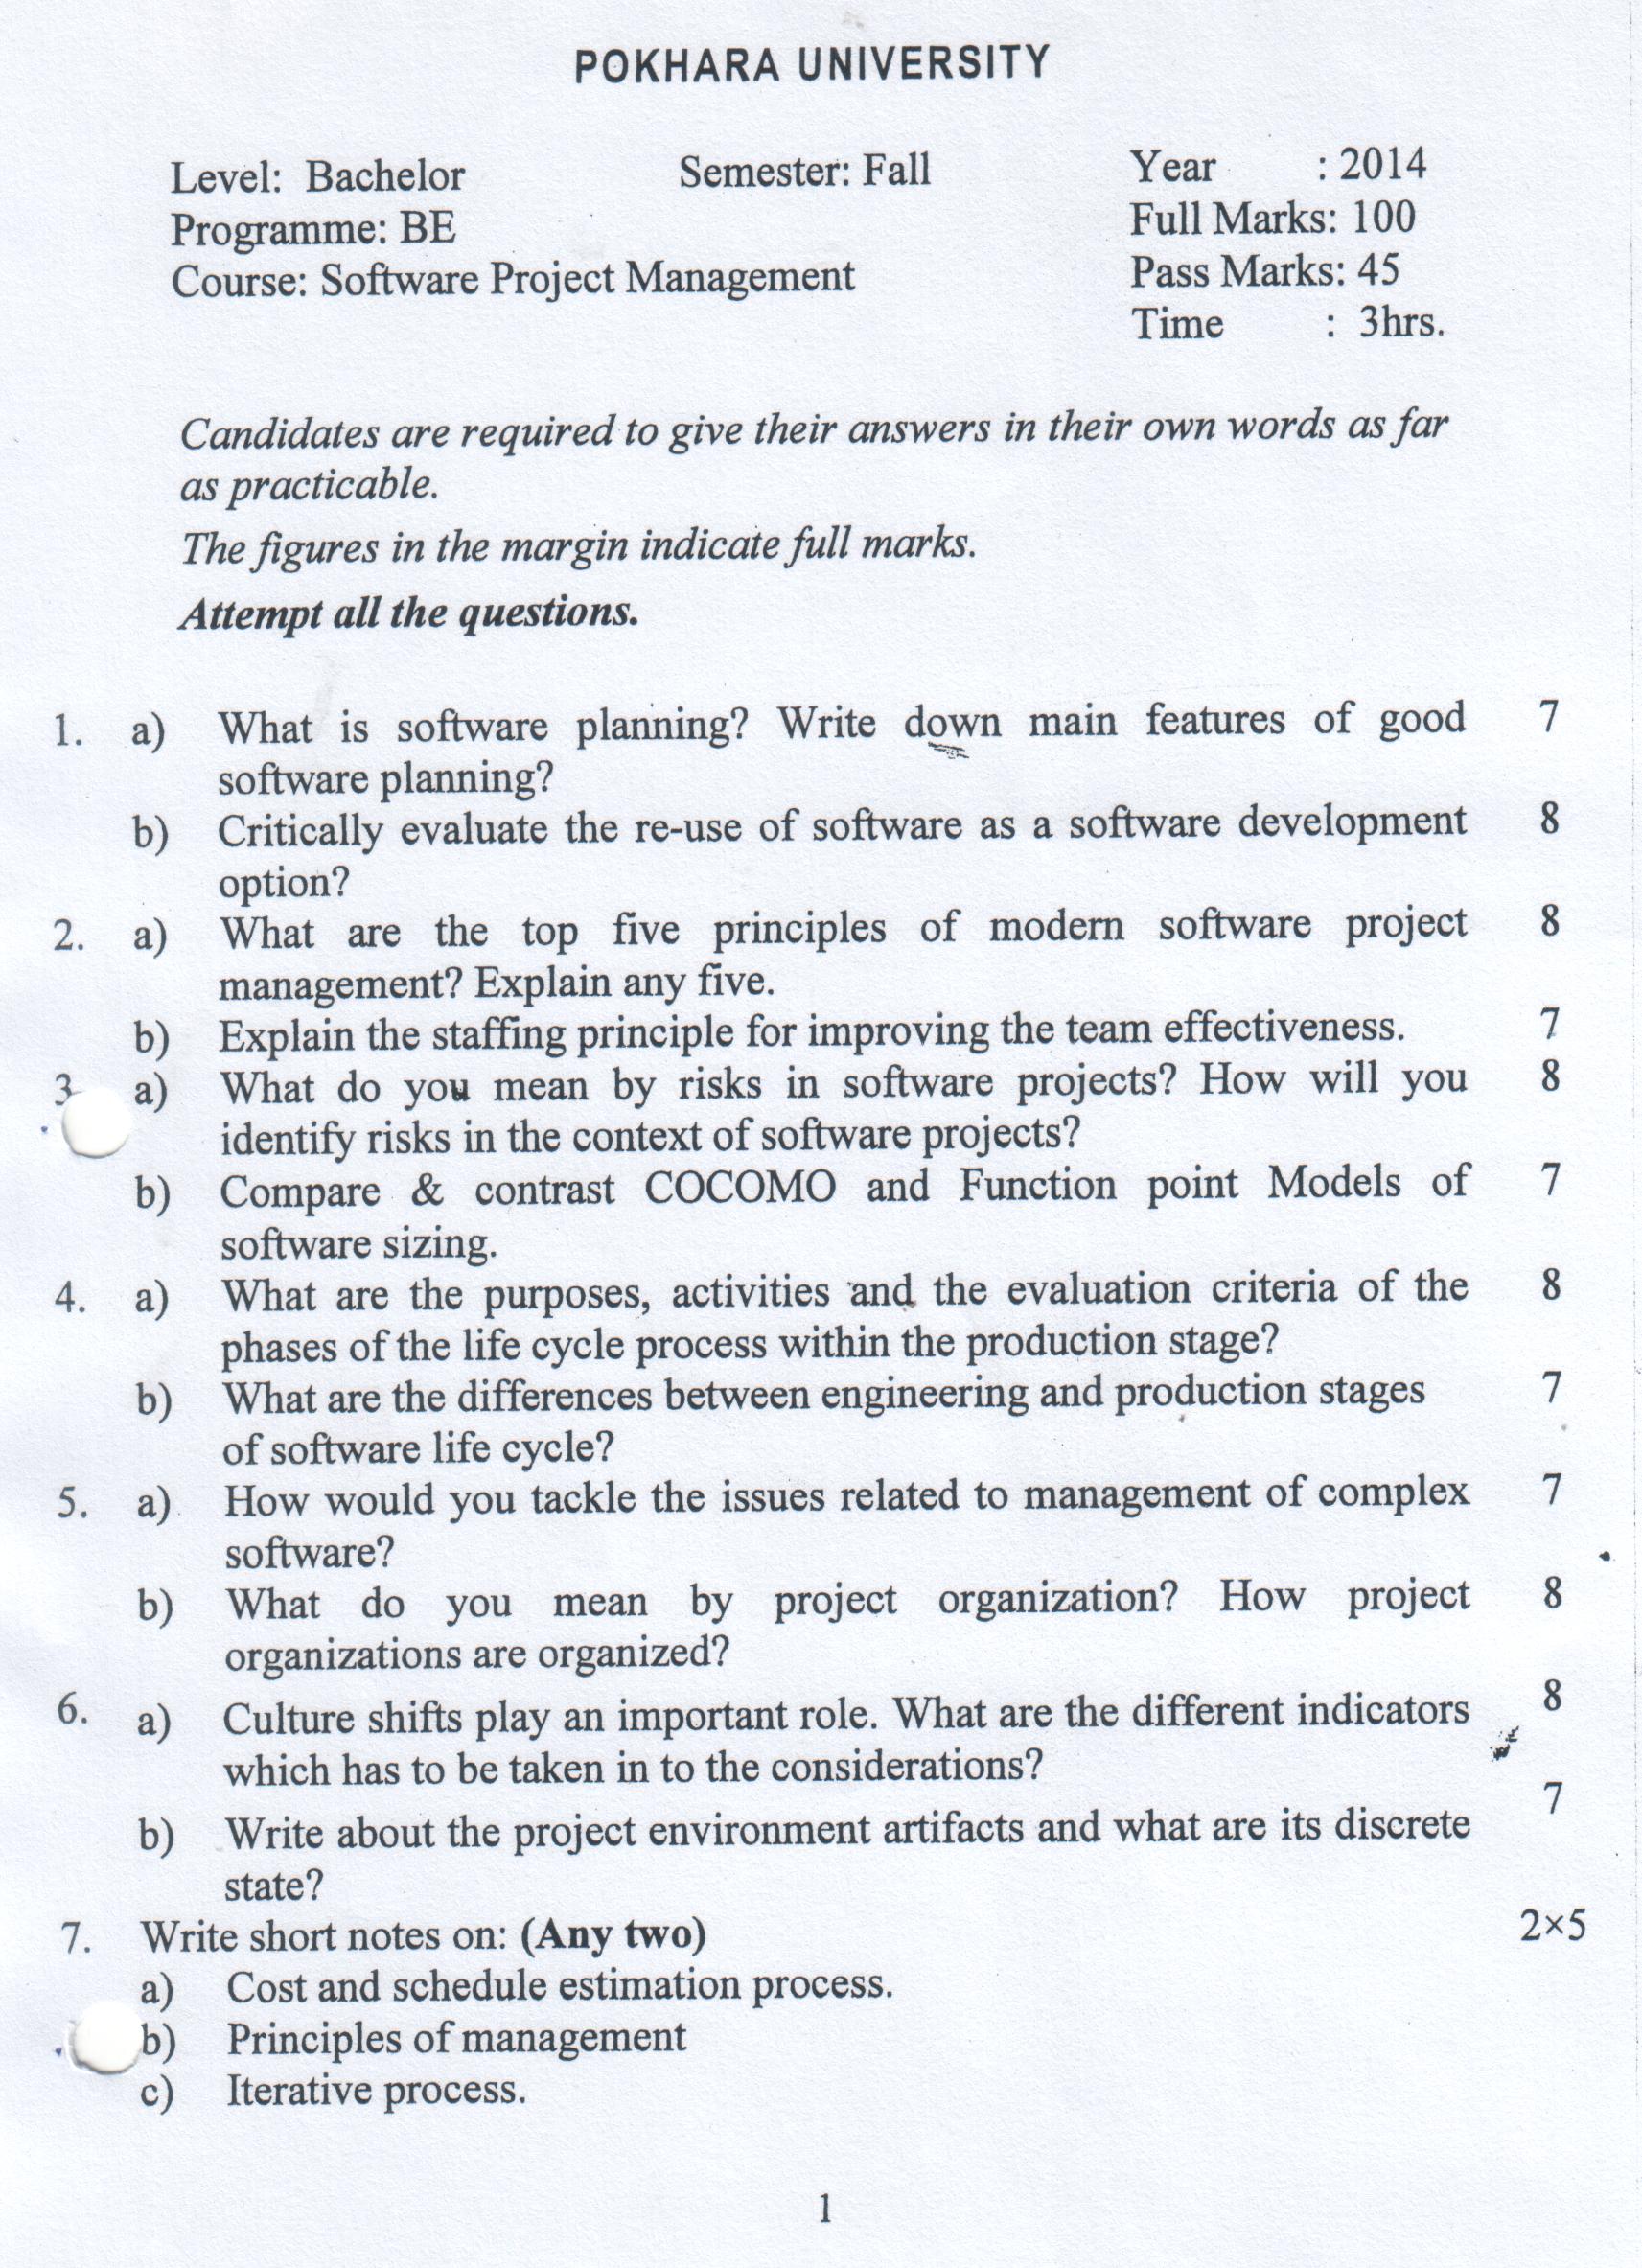 POKHARA UNIVERSITY
Level: Bachelor Semester: Fall Year : 2014
Programme: BE Full Marks: 100
Course: Software Project Management Pass Marks: 45
Time : 3hrs.
Candidates are required to give their answers in their own words as far
as practicable.
The figures in the margin indicate full marks.
Attempt all the questions.
1. a) What is software planning? Write down main features of good 7
software planning?
b) Critically evaluate the re-use of software as a software development 8
option?
2. a) What are the top five principles of modern software project 8
management? Explain any five.
b) Explain the staffing principle for improving the team effectiveness. 7
3. a) What do you mean by risks in software projects? How will you 8
identify risks in the context of software projects?
b) Compare & contrast COCOMO and Function point Models of 7
software sizing.
4. a) What are the purposes, activities and the evaluation criteria of the 8
phases of the life cycle process within the production stage?
b) What are the differences between engineering and production stages 7
of software life cycle?
5. a) How would you tackle the issues related to management of complex 7
software?
b) What do you mean by project organization? How project 8
organizations are organized?
6. a) Culture shifts play an important role. What are the different indicators 8
which has to be taken in to the considerations?
b) Write about the project environment artifacts and what are its discrete 7
state?
7. Write short notes on: (Any two) 2×5
a) Cost and schedule estimation process.
b) Principles of management
c) Iterative process.
1